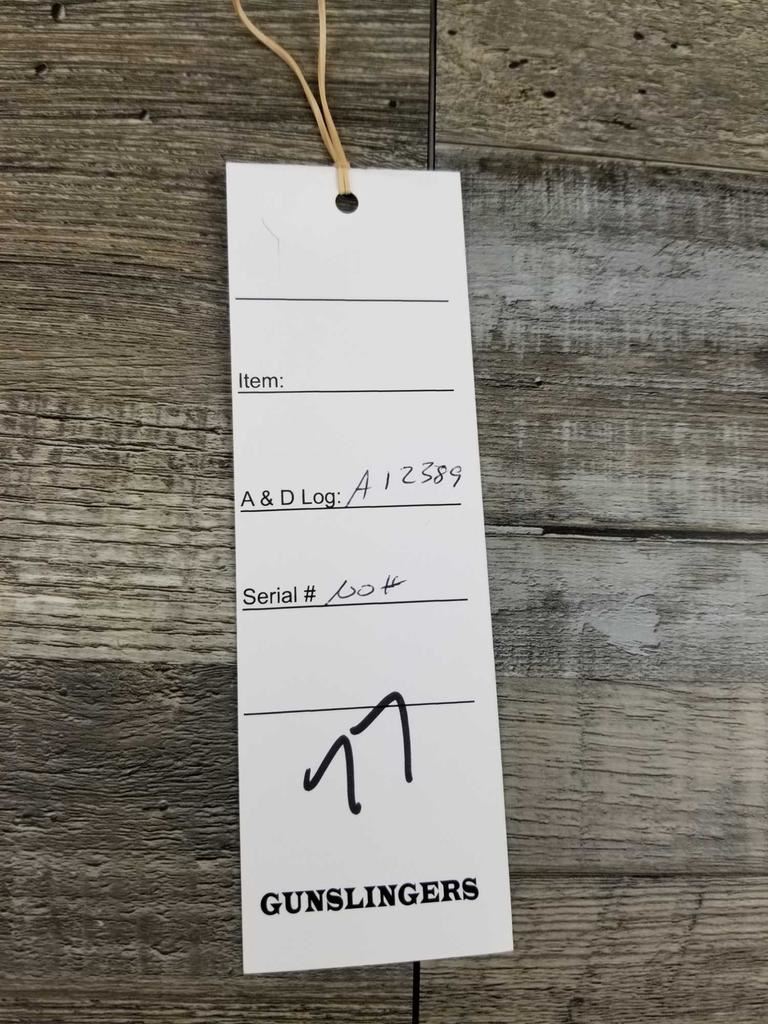 Item:
A & D Log: A12389
Serial # NO#
77
GUNSLINGERS